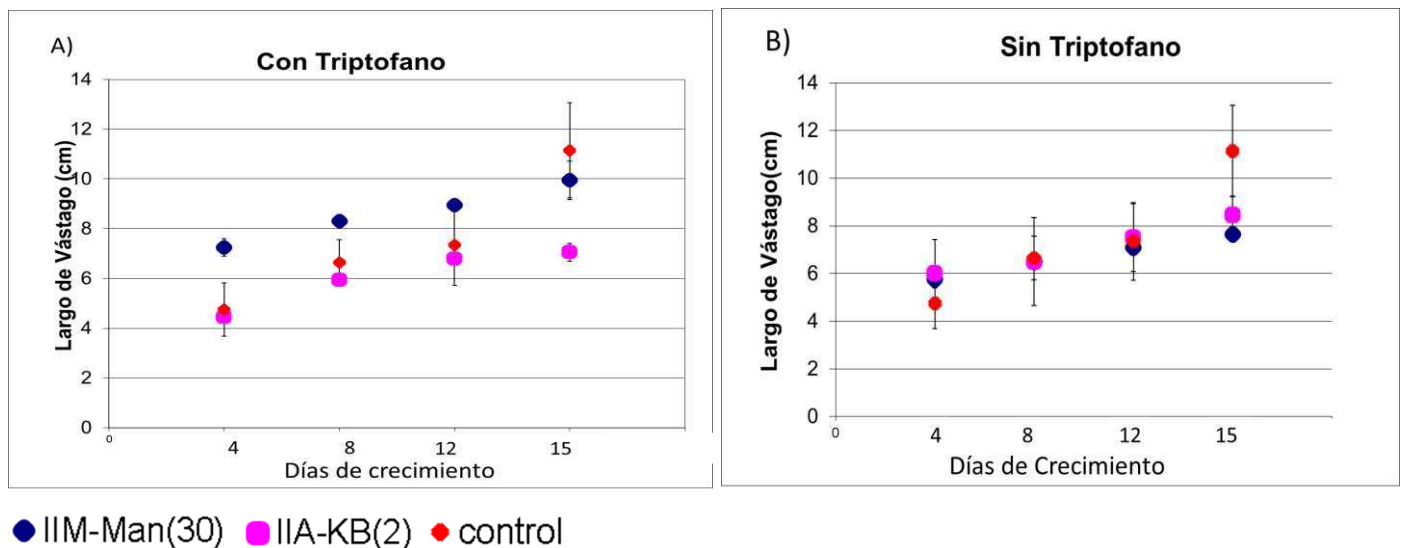 A)
Con Triptofano
14
12
10
8
6
4
2
0
Largo de Vástago (cm)
0
4 8 12 15
Días de crecimiento
B)
Sin Triptofano
14
12
10
8
6
4
2
0
Largo de Vástago(cm)
0
4 8 12 15
Días de Crecimiento
IIM-Man(30) IIA-KB(2) control